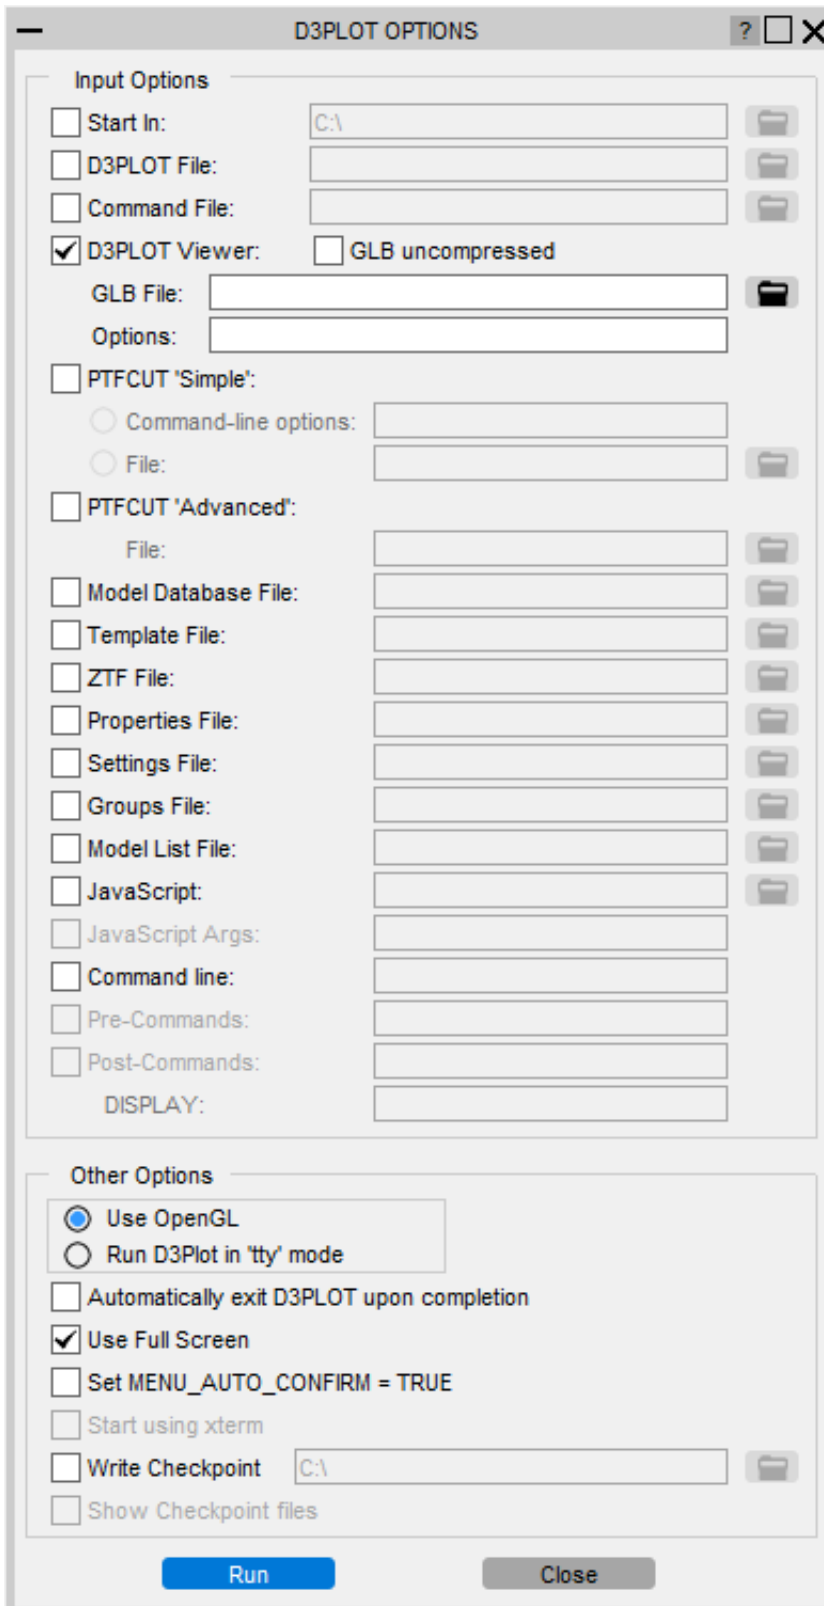 D3PLOT OPTIONS ?
Input Options
Start In: C:\
D3PLOT File:
Command File:
D3PLOT Viewer: GLB uncompressed
GLB File:
Options:
PTFCUT "Simple":
Command-line options:
File:
PTFCUT "Advanced":
File:
Model Database File:
Template File:
ZTF File:
Properties File:
Settings File:
Groups File:
Model List File:
JavaScript:
JavaScript Args:
Command line:
Pre-Commands:
Post-Commands:
DISPLAY:
Other Options
Use OpenGL
Run D3Plot in 'tty' mode
Automatically exit D3PLOT upon completion
Use Full Screen
Set MENU_AUTO_CONFIRM = TRUE
Start using xterm
Write Checkpoint C:\
Show Checkpoint files
Run Close